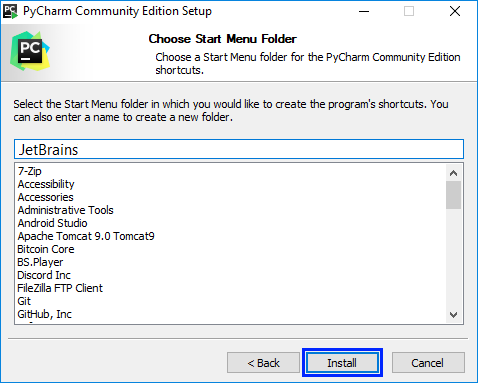 PyCharm Community Edition Setup
PC
Choose Start Menu Folder
Choose a Start Menu folder for the PyCharm Community Edition
shortcuts.
Select the Start Menu folder in which you would like to create the program's shortcuts. You
can also enter a name to create a new folder.
JetBrains
7-Zip
Accessibility
Accessories
Administrative Tools
Android Studio
Apache Tomcat 9.0 Tomcat9
Bitcoin Core
BS.Player
Discord Inc
FileZilla FTP Client
Git
GitHub, Inc
< Back
Install
Cancel